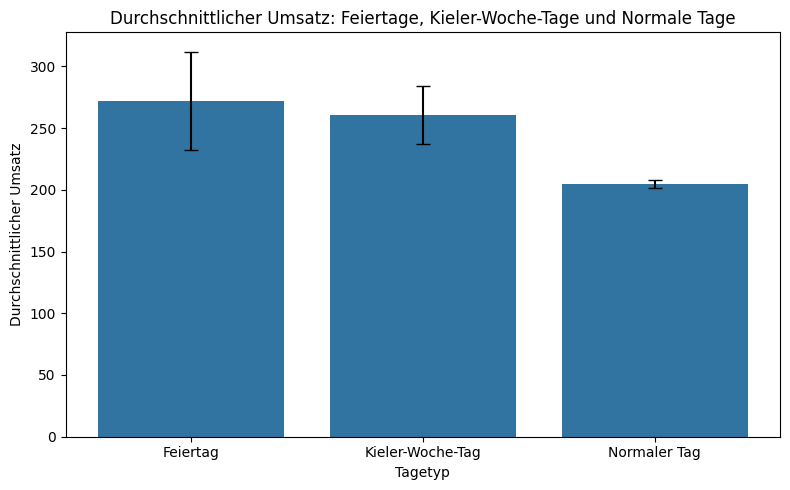 Durchschnittlicher Umsatz: Feiertage, Kieler-Woche-Tage und Normale Tage
Durchschnittlicher Umsatz
300
250
200
150
100
50
0
Feiertag
Kieler-Woche-Tag
Normaler Tag
Tagetyp